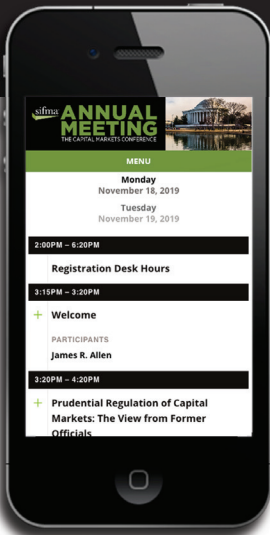 sifma
ANNUAL
MEETING
THE CAPITAL MARKETS CONFERENCE
MENU
Monday
November 18, 2019
Tuesday
November 19, 2019
2:00PM – 6:20PM
Registration Desk Hours
3:15PM – 3:20PM
+ Welcome
PARTICIPANTS
James R. Allen
3:20PM – 4:20PM
+ Prudential Regulation of Capital
Markets: The View from Former
Officials